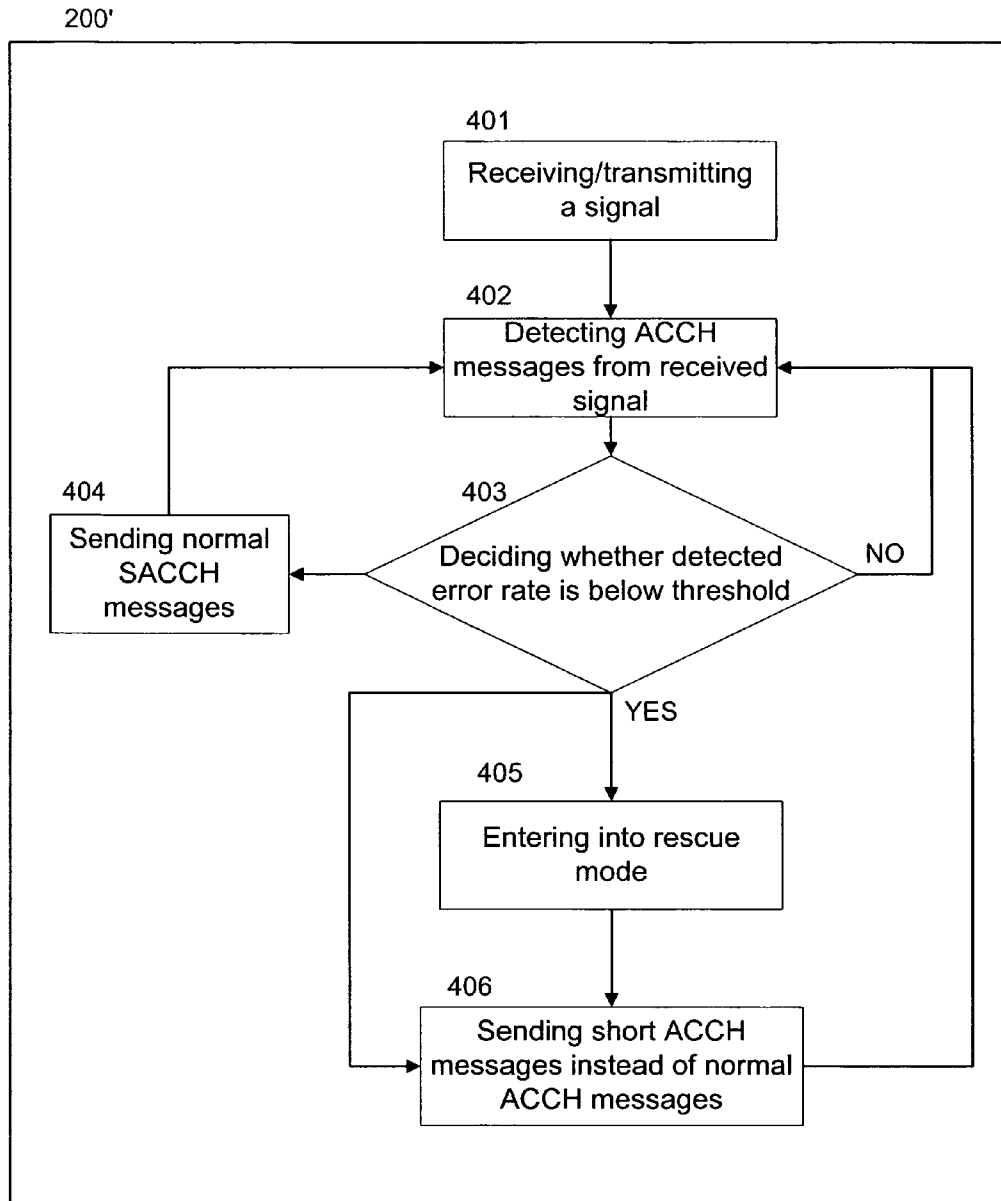 200'
401
Receiving/transmitting
a signal
402
Detecting ACCH
messages from received
signal
404
Sending normal
SACCH
messages
403
Deciding whether detected
error rate is below threshold
NO
YES
405
Entering into rescue
mode
406
Sending short ACCH
messages instead of normal
ACCH messages